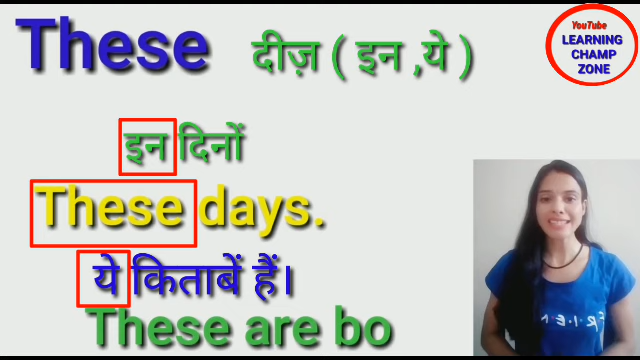 These दीज़ ( इन ,ये )
YouTube
LEARNING
CHAMP
ZONE
इन दिनों
These days.
ये किताबें हैं।
These are bo